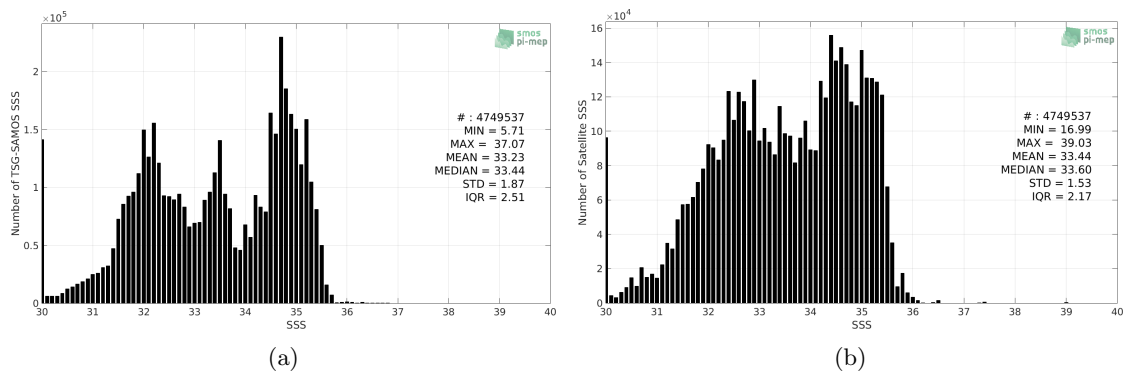 ×10⁵
smos
pi-mep
2
1.5
1
0.5
0
Number of TSG-SAMOS SSS
# : 4749537
MIN = 5.71
MAX = 37.07
MEAN = 33.23
MEDIAN = 33.44
STD = 1.87
IQR = 2.51
30 31 32 33 34 35 36 37 38 39 40
SSS
(a)
×10⁴
smos
pi-mep
16
14
12
10
8
6
4
2
0
Number of Satellite SSS
# : 4749537
MIN = 16.99
MAX = 39.03
MEAN = 33.44
MEDIAN = 33.60
STD = 1.53
IQR = 2.17
30 31 32 33 34 35 36 37 38 39 40
SSS
(b)